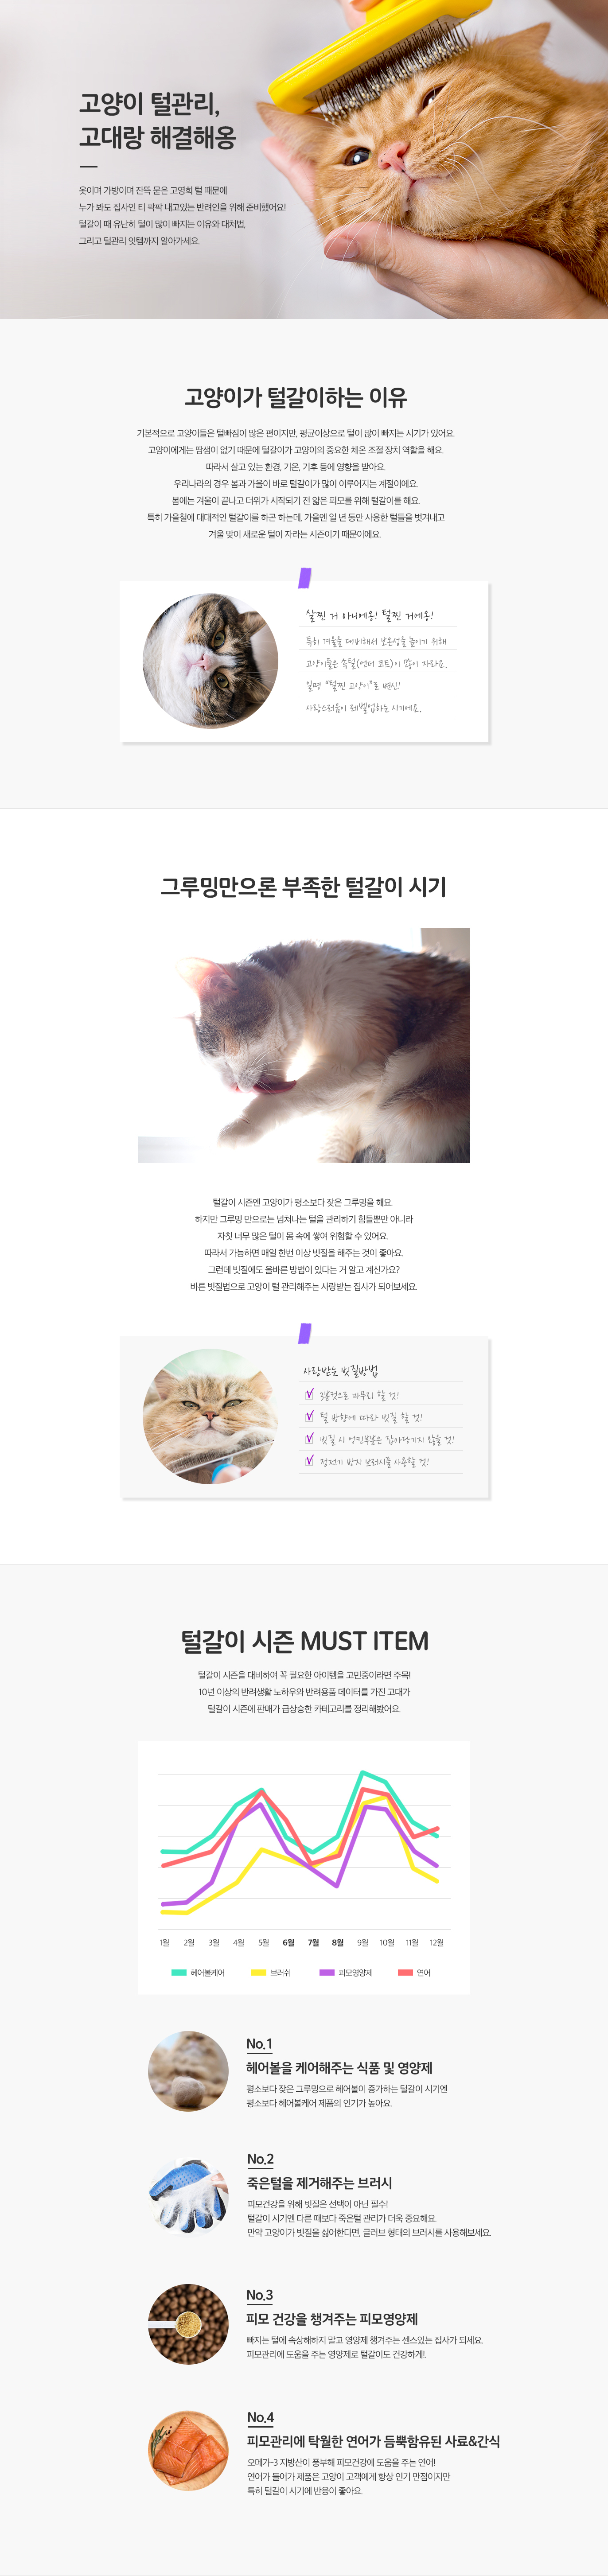 고양이 털관리,
고대랑 해결해옹
옷이며 가방이며 잔뜩 묻은 고영희 털 때문에
누가 봐도 집사인 티 팍팍 내고있는 반려인을 위해 준비했어요!
털갈이 때 유난히 털이 많이 빠지는 이유와 대처법,
그리고 털관리 잇템까지 알아가세요.
고양이가 털갈이하는 이유
기본적으로 고양이들은 털빠짐이 많은 편이지만, 평균이상으로 털이 많이 빠지는 시기가 있어요.
고양이에게는 땀샘이 없기 때문에 털갈이가 고양이의 중요한 체온 조절 장치 역할을 해요.
따라서 살고 있는 환경, 기온, 기후 등에 영향을 받아요.
우리나라의 경우 봄과 가을이 바로 털갈이가 많이 이루어지는 계절이에요.
봄에는 겨울이 끝나고 더위가 시작되기 전 얇은 피모를 위해 털갈이를 해요.
특히 가을철에 대대적인 털갈이를 하곤 하는데, 가을엔 일 년 동안 사용한 털들을 벗겨내고
겨울 맞이 새로운 털이 자라는 시즌이기 때문이에요.
살찐 거 아니에옹! 털찐 거에옹!
특히 겨울을 대비해서 보온성을 높이기 위해
고양이들은 속털(언더 코트)이 많이 자라요.
일명 “털찐 고양이”로 변신!
사랑스러움이 레벨업하는 시기에요.
그루밍만으론 부족한 털갈이 시기
털갈이 시즌엔 고양이가 평소보다 잦은 그루밍을 해요.
하지만 그루밍 만으로는 넘쳐나는 털을 관리하기 힘들뿐만 아니라
자칫 너무 많은 털이 몸 속에 쌓여 위험할 수 있어요.
따라서 가능하면 매일 한번 이상 빗질을 해주는 것이 좋아요.
그런데 빗질에도 올바른 방법이 있다는 거 알고 계신가요?
바른 빗질법으로 고양이 털 관리해주는 사랑받는 집사가 되어보세요.
사랑받는 빗질방법
3분컷으로 마무리 할 것!
털 방향에 따라 빗질 할 것!
빗질 시 엉킨부분은 잡아당기지 않을 것!
정전기 방지 브러시를 사용할 것!
털갈이 시즌 MUST ITEM
털갈이 시즌을 대비하여 꼭 필요한 아이템을 고민중이라면 주목!
10년 이상의 반려생활 노하우와 반려용품 데이터를 가진 고대가
털갈이 시즌에 판매가 급상승한 카테고리를 정리해봤어요.
1월 2월 3월 4월 5월 6월 7월 8월 9월 10월 11월 12월
헤어볼케어 브러쉬 피모영양제 연어
No.1
헤어볼을 케어해주는 식품 및 영양제
평소보다 잦은 그루밍으로 헤어볼이 증가하는 털갈이 시기엔
평소보다 헤어볼케어 제품의 인기가 높아요.
No.2
죽은털을 제거해주는 브러시
피모건강을 위해 빗질은 선택이 아닌 필수!
털갈이 시기엔 다른 때보다 죽은털 관리가 더욱 중요해요.
만약 고양이가 빗질을 싫어한다면, 글러브 형태의 브러시를 사용해보세요.
No.3
피모 건강을 챙겨주는 피모영양제
빠지는 털에 속상해하지 말고 영양제 챙겨주는 센스있는 집사가 되세요.
피모관리에 도움을 주는 영양제로 털갈이도 건강하게!.
No.4
피모관리에 탁월한 연어가 듬뿍함유된 사료&간식
오메가-3 지방산이 풍부해 피모건강에 도움을 주는 연어!
연어가 들어가 제품은 고양이 고객에게 항상 인기 만점이지만
특히 털갈이 시기에 반응이 좋아요.